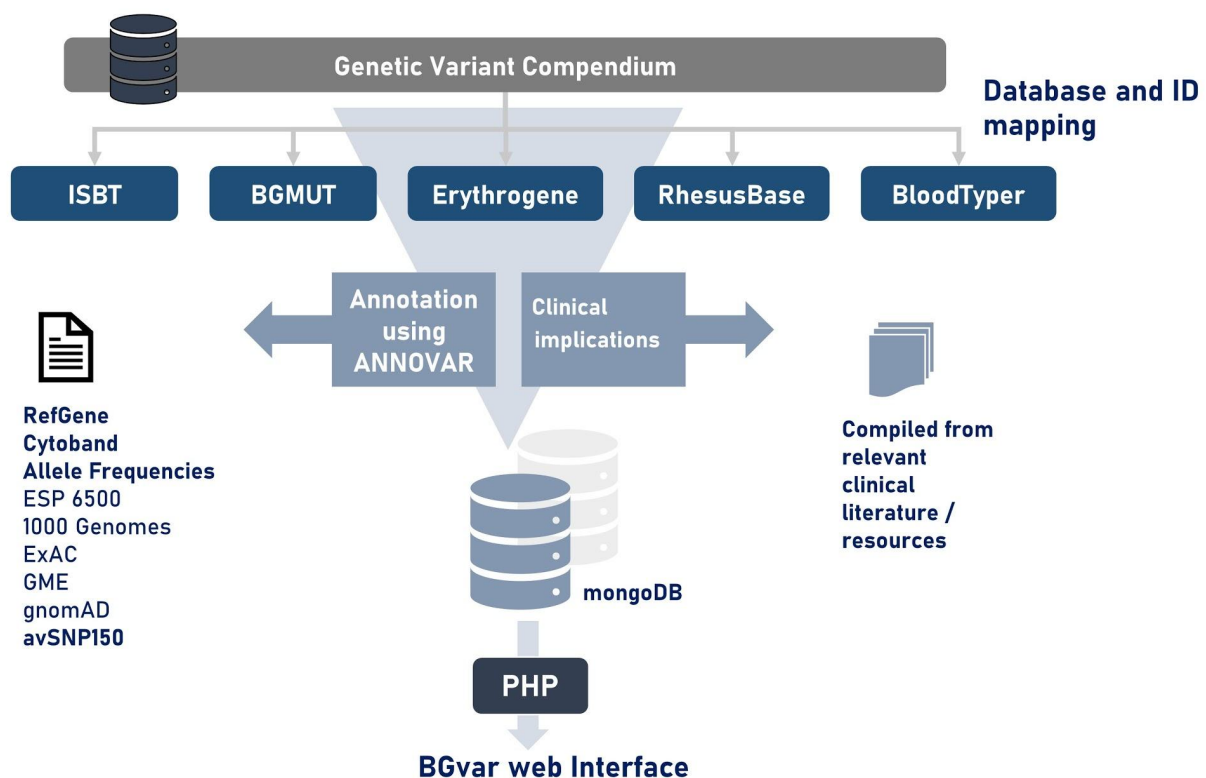 Genetic Variant Compendium
Database and ID
mapping
ISBT
BGMUT
Erythrogene
RhesusBase
BloodTyper
Annotation
using
ANNOVAR
Clinical
implications
RefGene
Cytoband
Allele Frequencies
ESP 6500
1000 Genomes
ExAC
GME
gnomAD
avSNP150
Compiled from
relevant
clinical
literature /
resources
mongoDB
PHP
BGvar web Interface